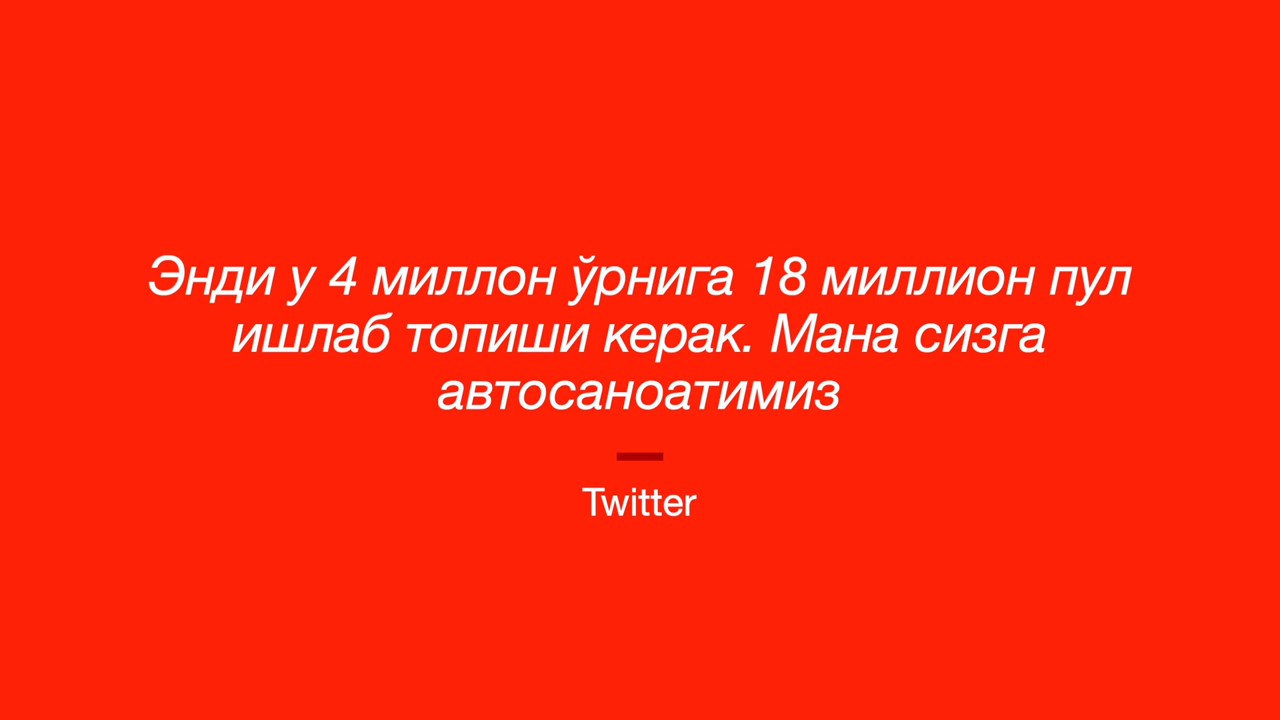 Энди у 4 миллон ўрнига 18 миллион пул
ишлаб топиши керак. Мана сизга
автосаноатимиз
Twitter